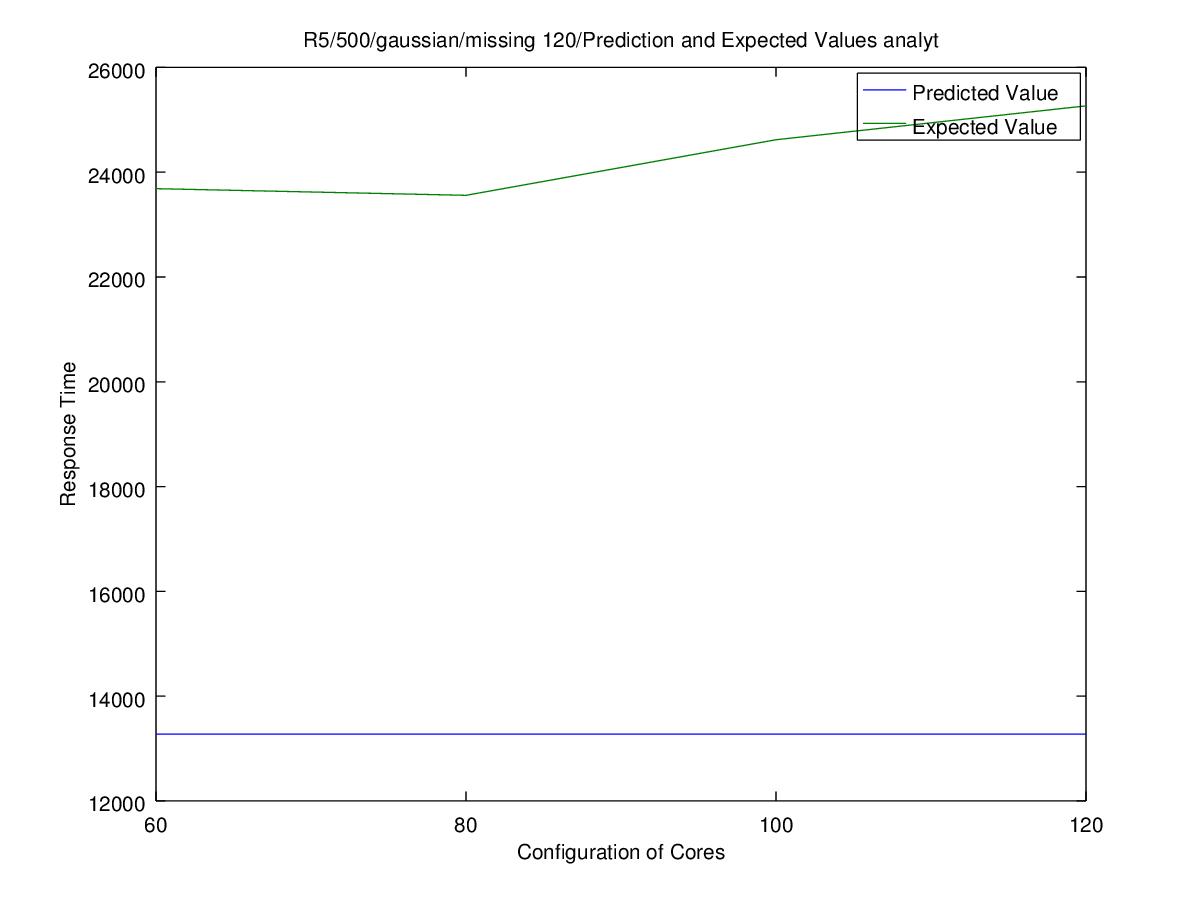 R5/500/gaussian/missing 120/Prediction and Expected Values analyt
26000
24000
22000
20000
18000
16000
14000
12000
60
80
100
120
Predicted Value
Expected Value
Response Time
Configuration of Cores